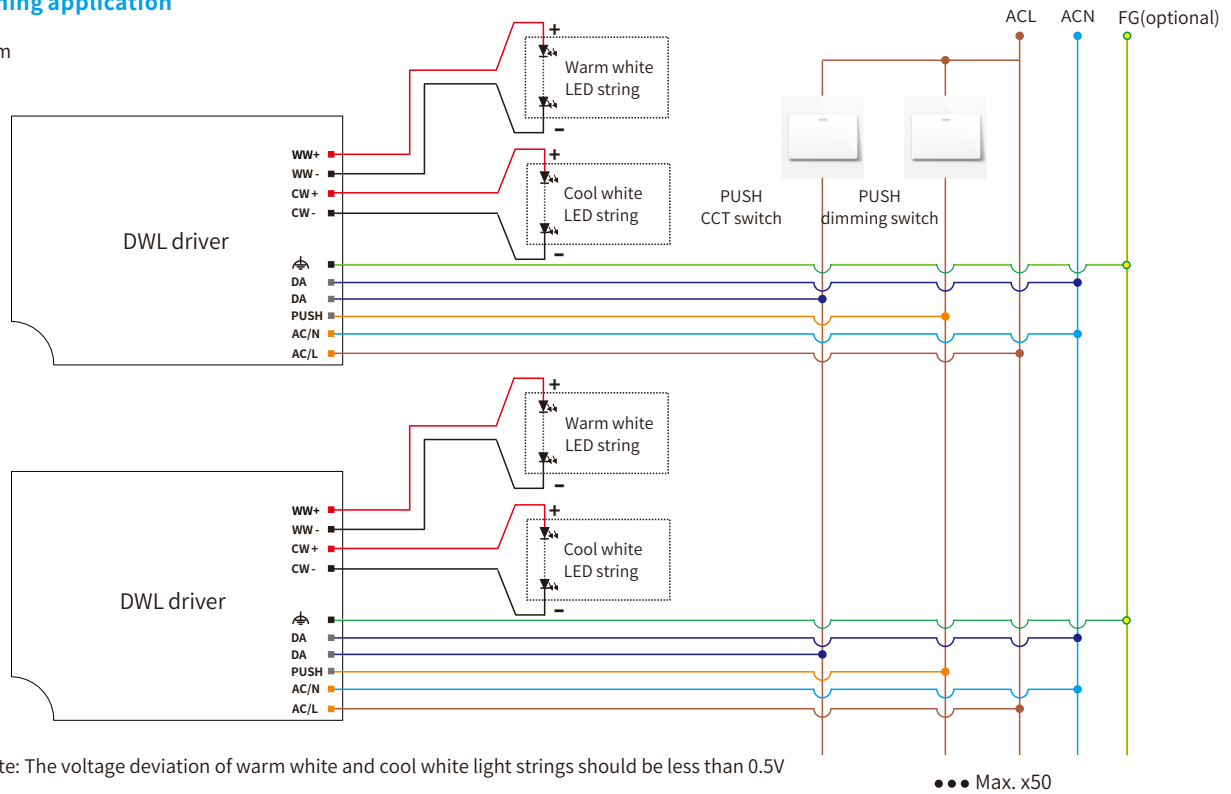 ning application
ACL ACN FG(optional)
m
+
Warm white
LED string
-
WW+
WW-
CW+
CW-
+
Cool white
LED string
-
PUSH
CCT switch
PUSH
dimming switch
DWL driver
DA
DA
PUSH
AC/N
AC/L
+
Warm white
LED string
-
WW+
WW-
CW+
CW-
+
Cool white
LED string
-
DWL driver
DA
DA
PUSH
AC/N
AC/L
te: The voltage deviation of warm white and cool white light strings should be less than 0.5V
●●● Max. x50